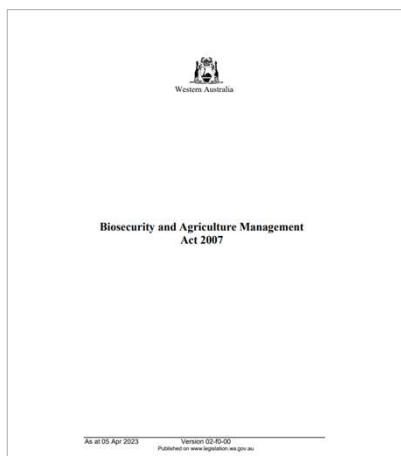 Western Australia
Biosecurity and Agriculture Management
Act 2007
As at 05 Apr 2023 Version 02-f0-00
Published on www.legislation.wa.gov.au